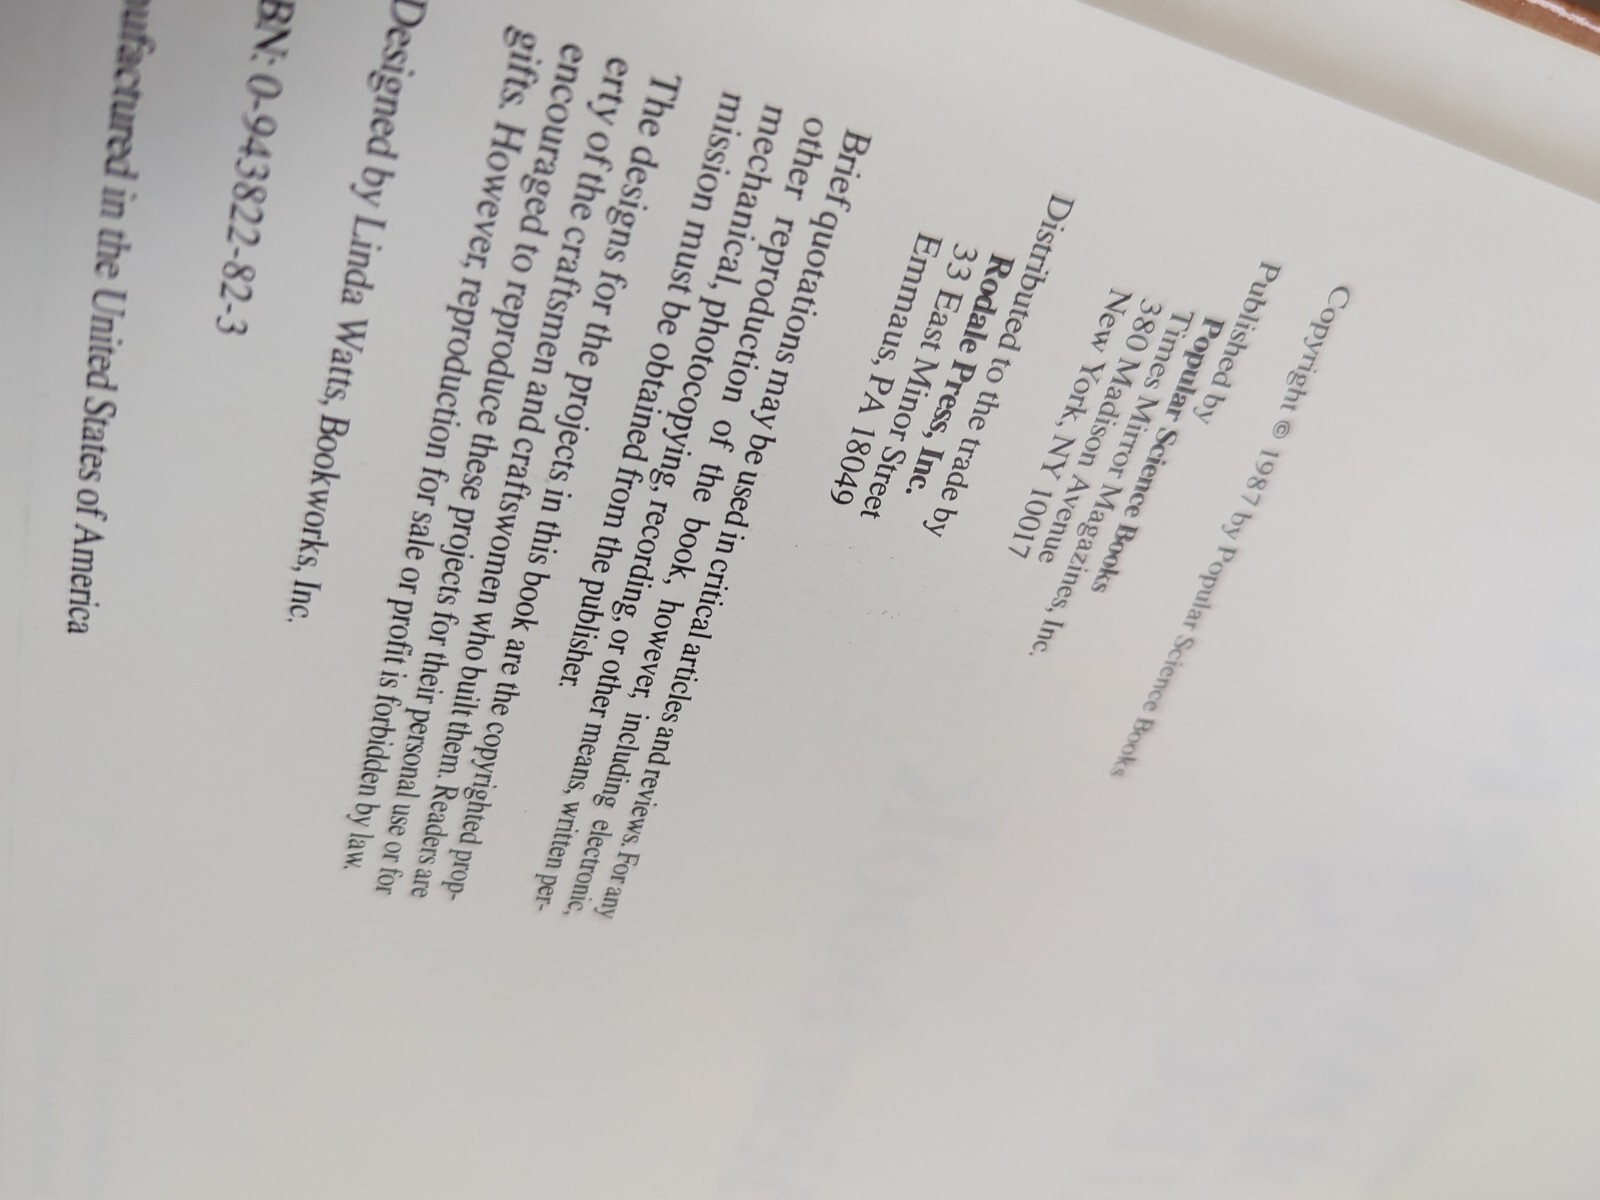 Copyright © 1987 by Popular Science Books
Published by
Popular Science Books
Times Mirror Magazines, Inc.
380 Madison Avenue
New York, NY 10017
Distributed to the trade by
Rodale Press, Inc.
33 East Minor Street
Emmaus, PA 18049
Brief quotations may be used in critical articles and reviews. For any
other reproduction of the book, however, including electronic,
mechanical, photocopying, recording, or other means, written per-
mission must be obtained from the publisher.
The designs for the projects in this book are the copyrighted prop-
erty of the craftsmen and craftswomen who built them. Readers are
encouraged to reproduce these projects for their personal use or for
gifts. However, reproduction for sale or profit is forbidden by law.
Designed by Linda Watts, Bookworks, Inc.
BN: 0-943822-82-3
ufactured in the United States of America